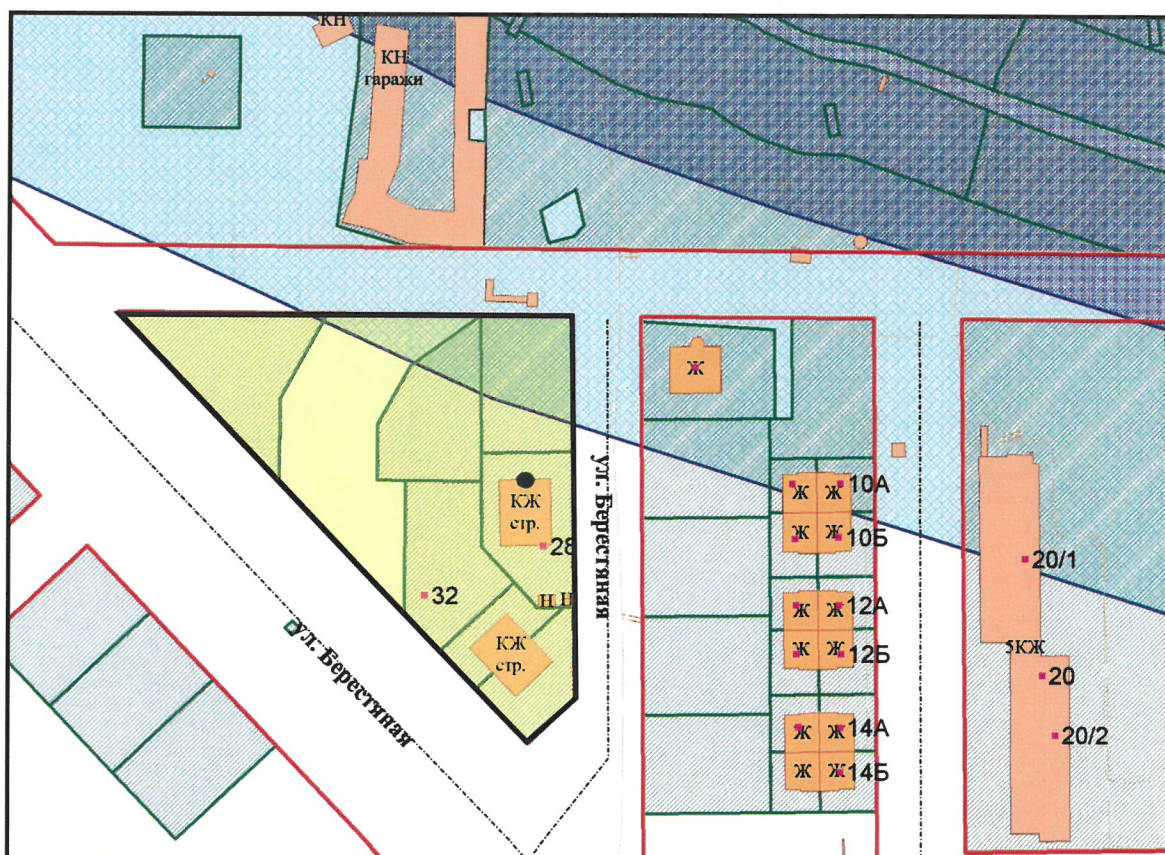 КН
КН
гаражи
Ж
КЖ
стр.
28
32
Н Н
КЖ
стр.
ул. Берестяная
ул. Берестяная
Ж Ж 10А
Ж Ж 10Б
Ж Ж 12А
Ж Ж 12Б
Ж Ж 14А
Ж Ж 14Б
20/1
5КЖ
20
20/2